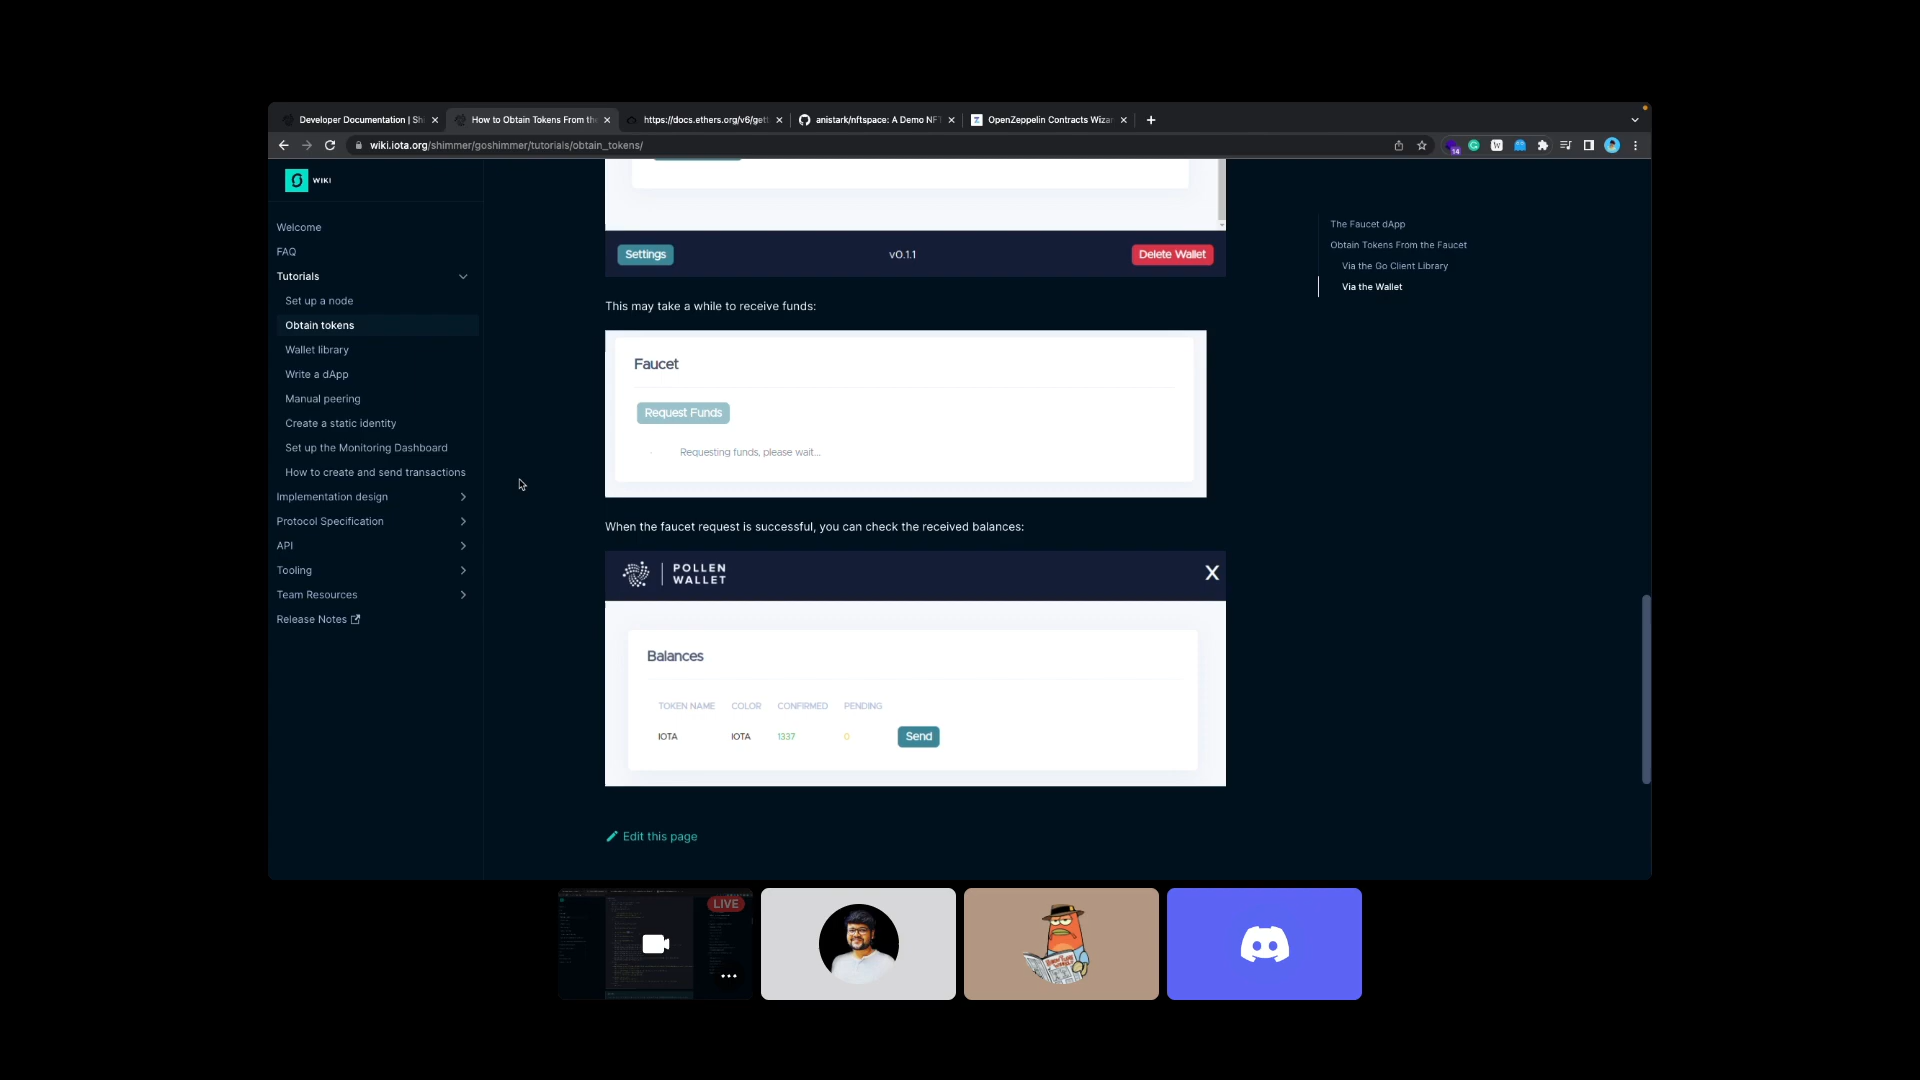 Developer Documentation | Sh
How to Obtain Tokens From the
https://docs.ethers.org/v6/get
anistark/nftspace: A Demo NF
OpenZeppelin Contracts Wiza
wiki.iota.org/shimmer/goshimmer/tutorials/obtain_tokens/
14
WIKI
Welcome
FAQ
Tutorials
Set up a node
Obtain tokens
Wallet library
Write a dApp
Manual peering
Create a static identity
Set up the Monitoring Dashboard
How to create and send transactions
Implementation design
Protocol Specification
API
Tooling
Team Resources
Release Notes
Settings
v0.1.1
Delete Wallet
This may take a while to receive funds:
Faucet
Request Funds
Requesting funds, please wait...
When the faucet request is successful, you can check the received balances:
POLLEN
WALLET
X
Balances
TOKEN NAME COLOR CONFIRMED PENDING
IOTA IOTA 1337 0 Send
Edit this page
The Faucet dApp
Obtain Tokens From the Faucet
Via the Go Client Library
Via the Wallet
LIVE